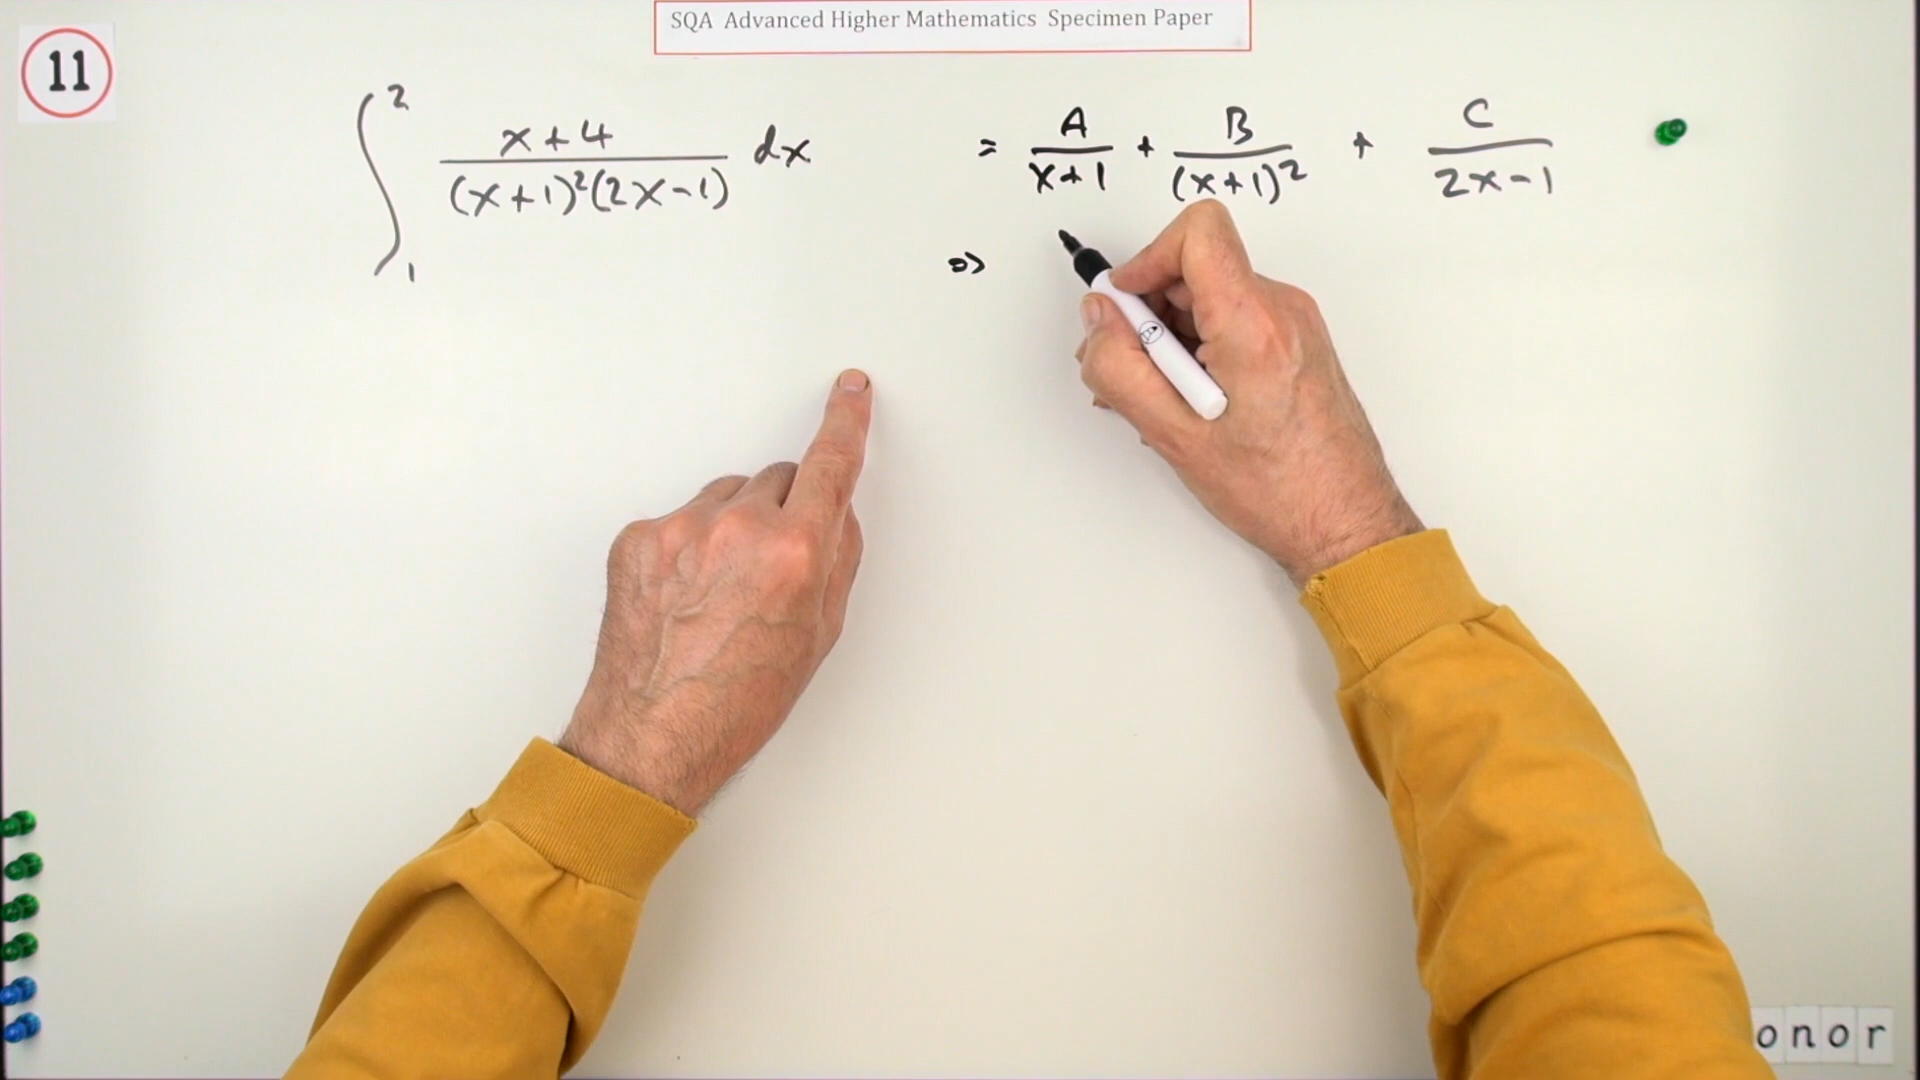 SQA Advanced Higher Mathematics Specimen Paper
11
∫₁² (x+4)/((x+1)²(2x-1)) dx = A/(x+1) + B/(x+1)² + C/(2x-1)
⇒
onor